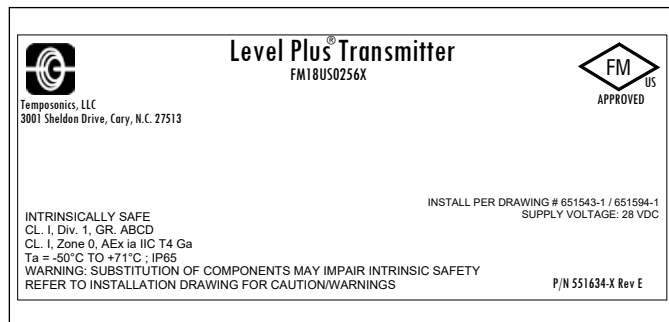 Level Plus® Transmitter
FM18US0256X
FM
US
APPROVED
Temposonics, LLC
3001 Sheldon Drive, Cary, N.C. 27513
INSTALL PER DRAWING # 651543-1 / 651594-1
SUPPLY VOLTAGE: 28 VDC
INTRINSICALLY SAFE
CL. I, Div. 1, GR. ABCD
CL. I, Zone 0, AEx ia IIC T4 Ga
Ta = -50°C TO +71°C ; IP65
WARNING: SUBSTITUTION OF COMPONENTS MAY IMPAIR INTRINSIC SAFETY
REFER TO INSTALLATION DRAWING FOR CAUTION/WARNINGS
P/N 551634-X Rev E